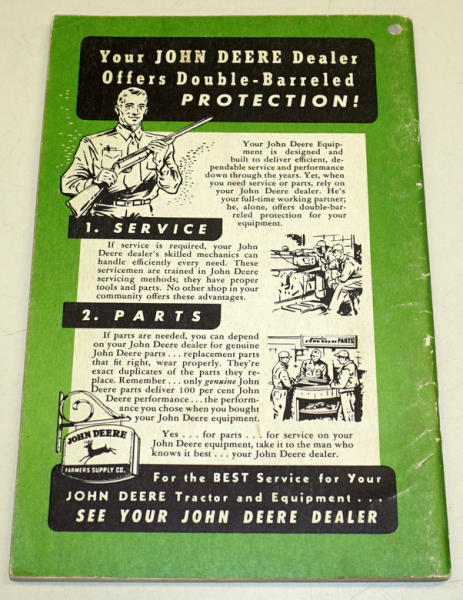 Your JOHN DEERE Dealer
Offers Double-Barreled
PROTECTION!
Your John Deere Equip-
ment is designed and
built to deliver efficient, de-
pendable service and performance
down through the years. Yet, when
you need service or parts, rely on
your John Deere dealer. He's
your full-time working partner;
he, alone, offers double-bar-
reled protection for your
equipment.
1. SERVICE
If service is required, your John
Deere dealer's skilled mechanics can
handle efficiently every need. These
servicemen are trained in John Deere
servicing methods; they have proper
tools and parts. No other shop in your
community offers these advantages.
2. PARTS
JOHN DEERE PARTS
If parts are needed, you can depend
on your John Deere dealer for genuine
John Deere parts . . . replacement parts
that fit right, wear properly. They're
exact duplicates of the parts they re-
place. Remember . . . only genuine John
Deere parts deliver 100 per cent John
Deere performance . . . the perform-
ance you chose when you bought
your John Deere equipment.
Yes . . . for parts . . . for service on your
John Deere equipment, take it to the man who
knows it best . . . your John Deere dealer.
JOHN DEERE
FARMERS SUPPLY CO.
For the BEST Service for Your
JOHN DEERE Tractor and Equipment . . .
SEE YOUR JOHN DEERE DEALER